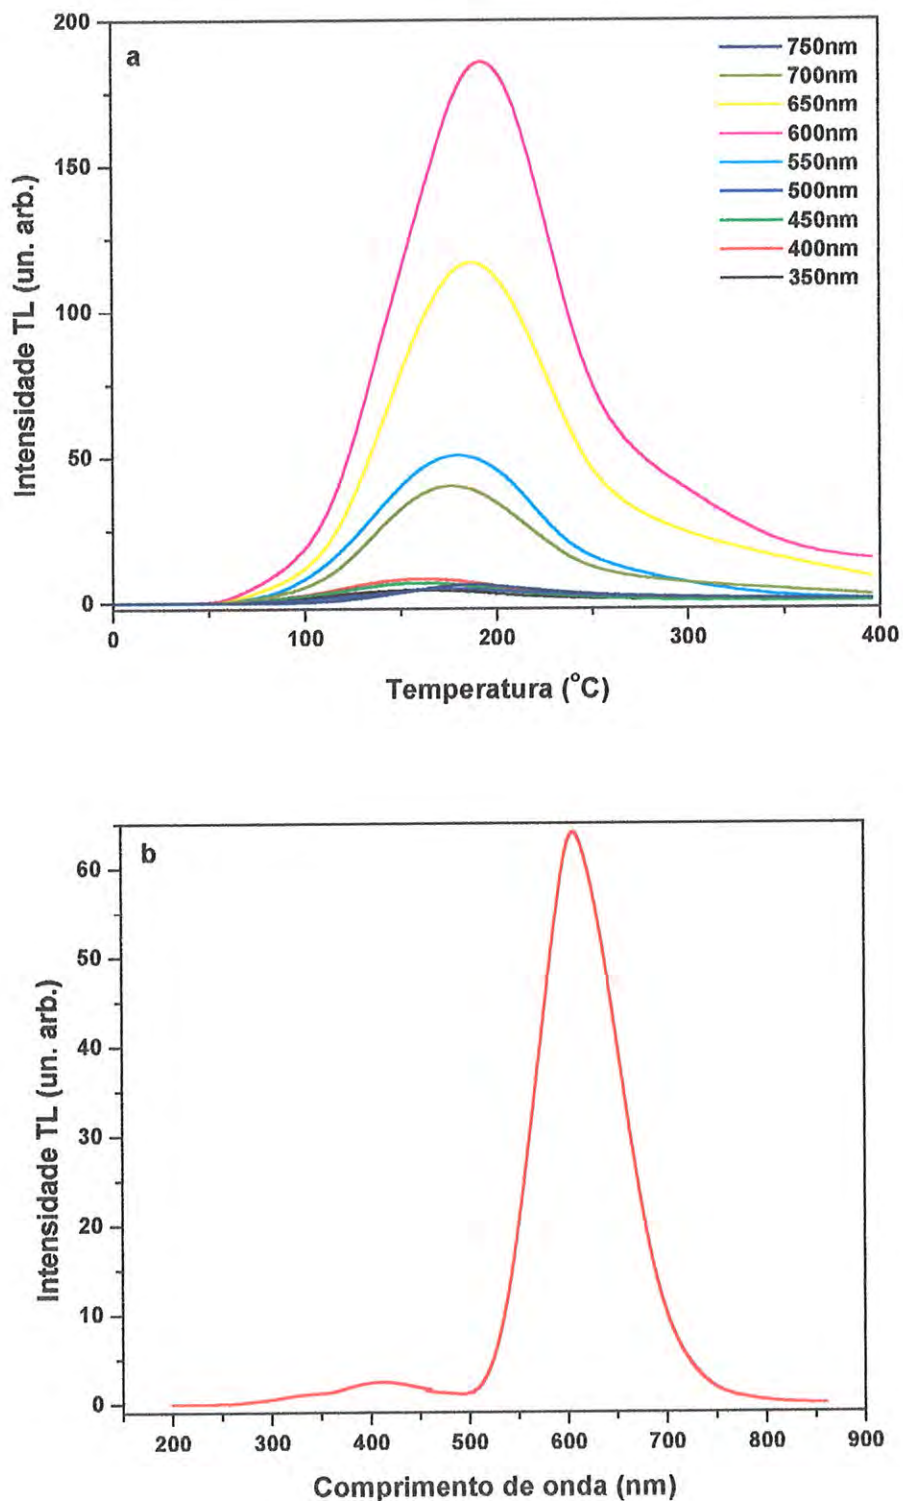 200
a
750nm
700nm
650nm
600nm
550nm
500nm
450nm
400nm
350nm
150
100
50
0
Intensidade TL (un. arb.)
0 100 200 300 400
Temperatura (°C)
b
60
50
40
30
20
10
0
Intensidade TL (un. arb.)
200 300 400 500 600 700 800 900
Comprimento de onda (nm)